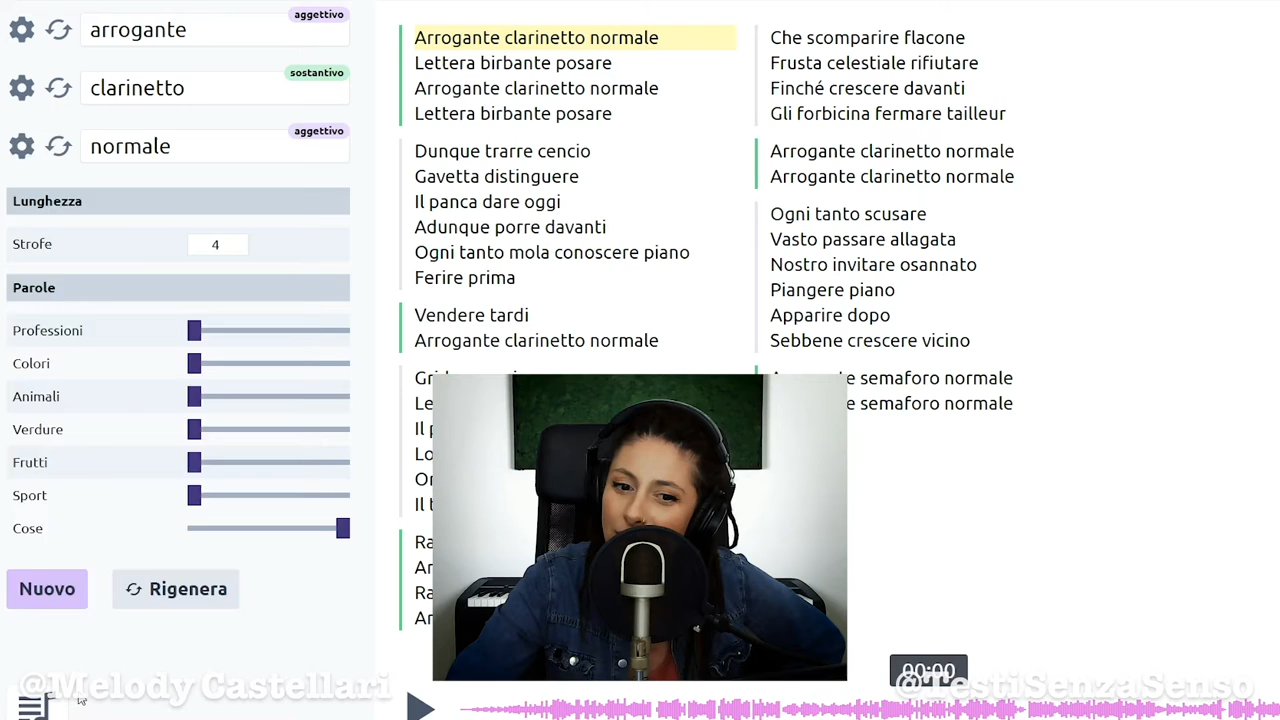 aggettivo
arrogante
sostantivo
clarinetto
aggettivo
normale
Lunghezza
Strofe 4
Parole
Professioni
Colori
Animali
Verdure
Frutti
Sport
Cose
Nuovo Rigenera
Arrogante clarinetto normale
Lettera birbante posare
Arrogante clarinetto normale
Lettera birbante posare
Dunque trarre cencio
Gavetta distinguere
Il panca dare oggi
Adunque porre davanti
Ogni tanto mola conoscere piano
Ferire prima
Vendere tardi
Arrogante clarinetto normale
Il
Il
Che scomparire flacone
Frusta celestiale rifiutare
Finché crescere davanti
Gli forbicina fermare tailleur
Arrogante clarinetto normale
Arrogante clarinetto normale
Ogni tanto scusare
Vasto passare allagata
Nostro invitare osannato
Piangere piano
Apparire dopo
Sebbene crescere vicino
semaforo normale
semaforo normale
00:00
@Melody Castellari
@TestiSenzaSenso